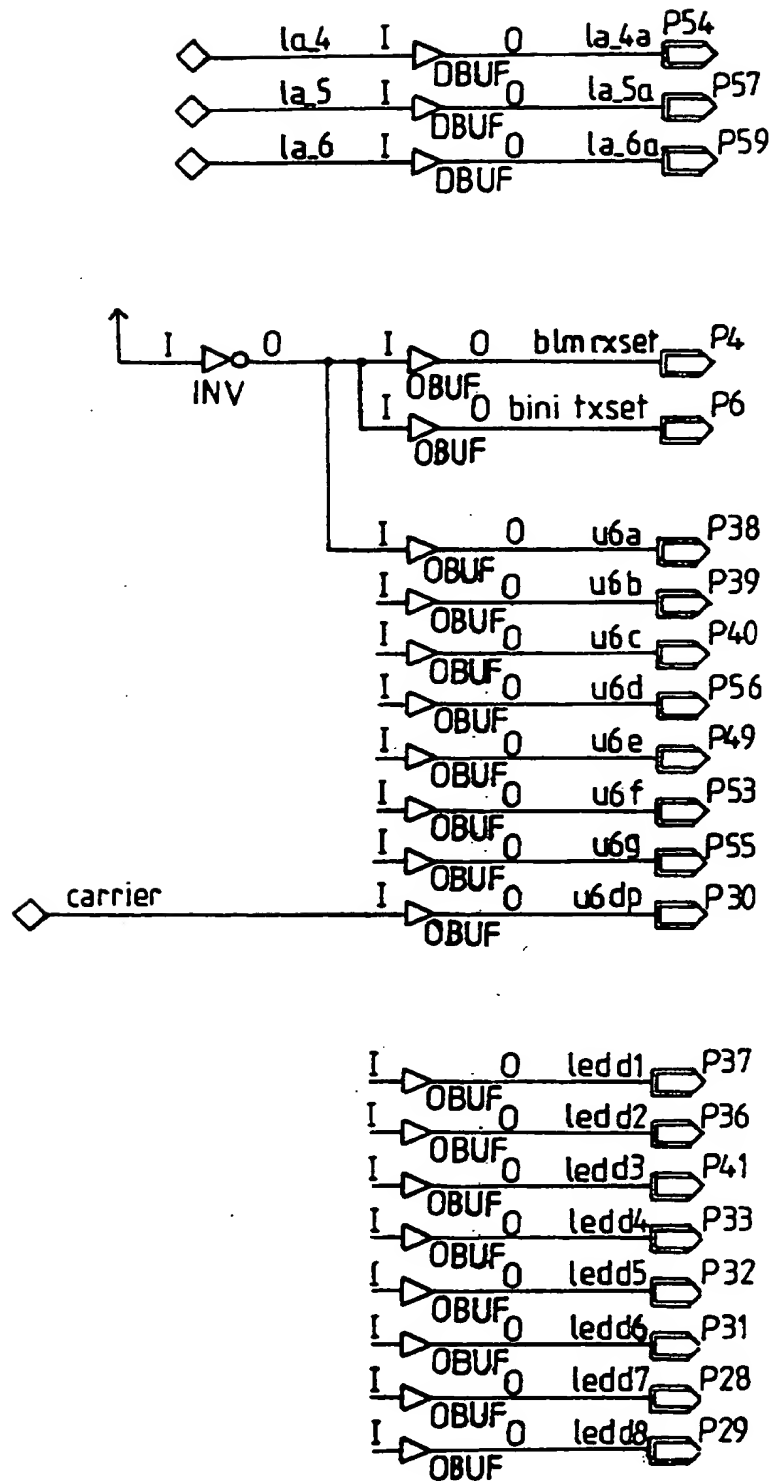 la_4 I O la_4a P54
DBUF
la_5 I O la_5a P57
DBUF
la_6 I O la_6a P59
DBUF
I O I O blmrxset P4
INV OBUF
I O bini txset P6
OBUF
I O u6a P38
OBUF
I O u6b P39
OBUF
I O u6c P40
OBUF
I O u6d P56
OBUF
I O u6e P49
OBUF
I O u6f P53
OBUF
I O u6g P55
OBUF
carrier I O u6dp P30
OBUF
I O ledd1 P37
OBUF
I O ledd2 P36
OBUF
I O ledd3 P41
OBUF
I O ledd4 P33
OBUF
I O ledd5 P32
OBUF
I O ledd6 P31
OBUF
I O ledd7 P28
OBUF
I O ledd8 P29
OBUF